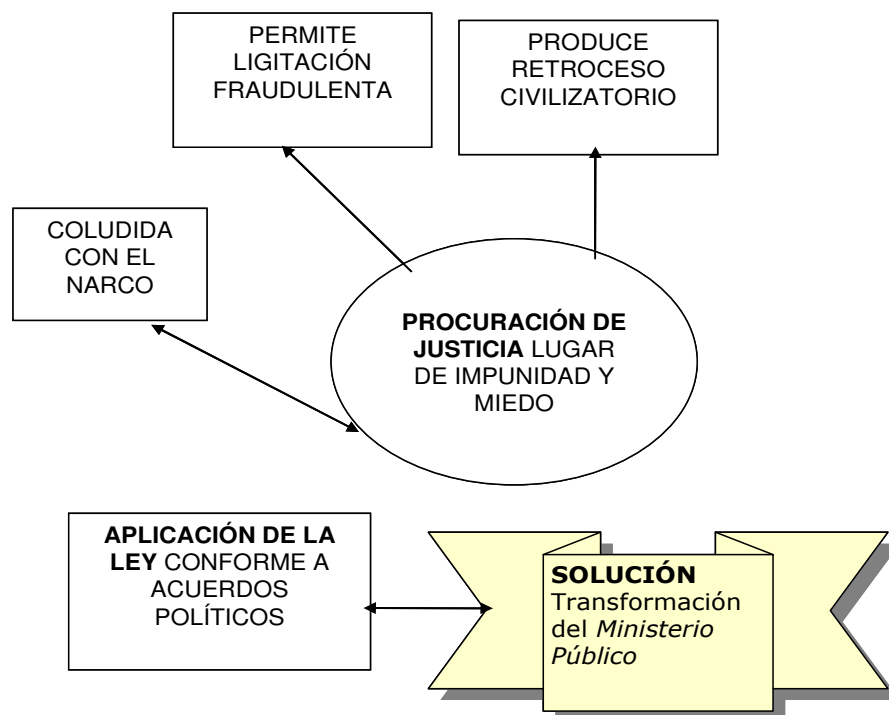 PERMITE
LIGITACIÓN
FRAUDULENTA
PRODUCE
RETROCESO
CIVILIZATORIO
COLUDIDA
CON EL
NARCO
PROCURACIÓN DE
JUSTICIA LUGAR
DE IMPUNIDAD Y
MIEDO
APLICACIÓN DE LA
LEY CONFORME A
ACUERDOS
POLÍTICOS
SOLUCIÓN
Transformación
del Ministerio
Público